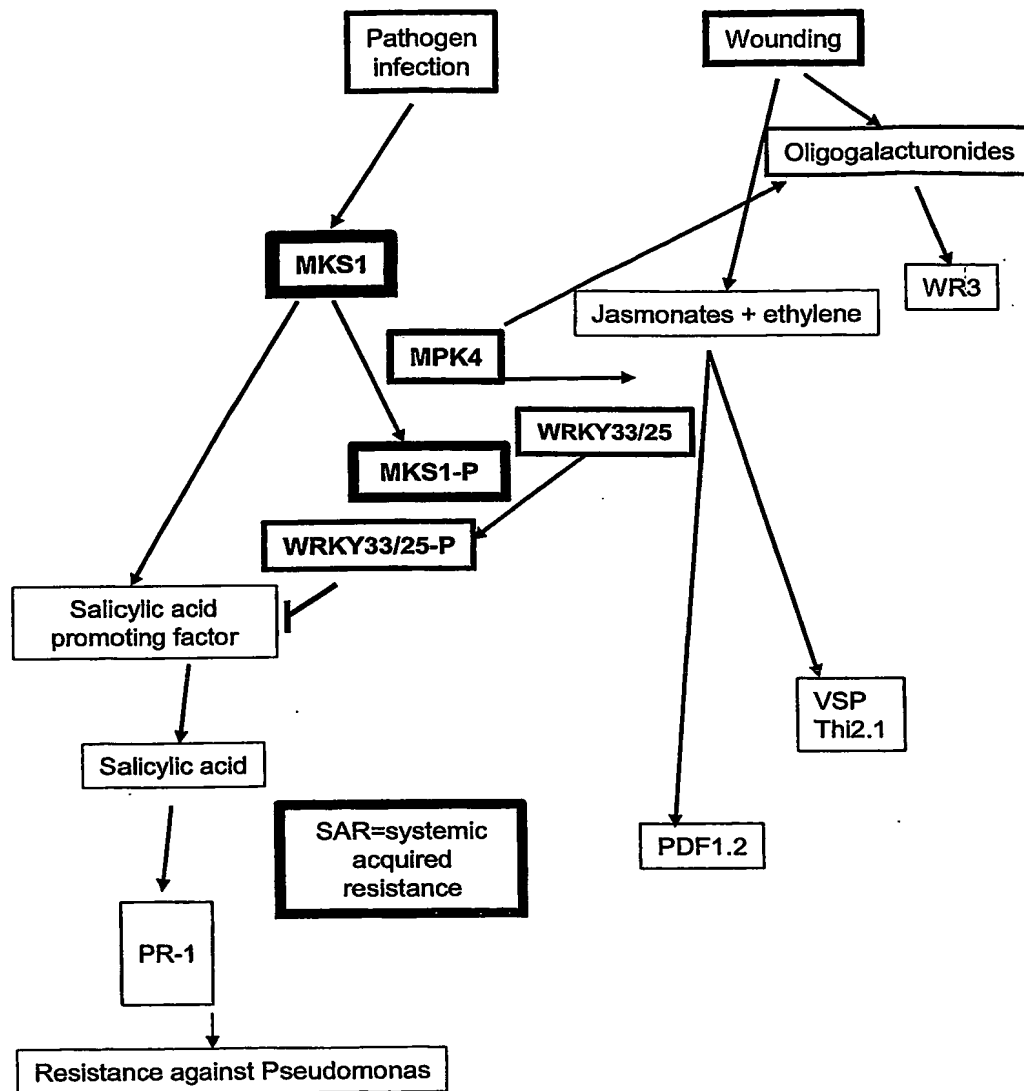 Pathogen
infection
Wounding
Oligogalacturonides
MKS1
WR3
Jasmonates + ethylene
MPK4
WRKY33/25
MKS1-P
WRKY33/25-P
Salicylic acid
promoting factor
VSP
Thi2.1
Salicylic acid
SAR=systemic
acquired
resistance
PDF1.2
PR-1
Resistance against Pseudomonas